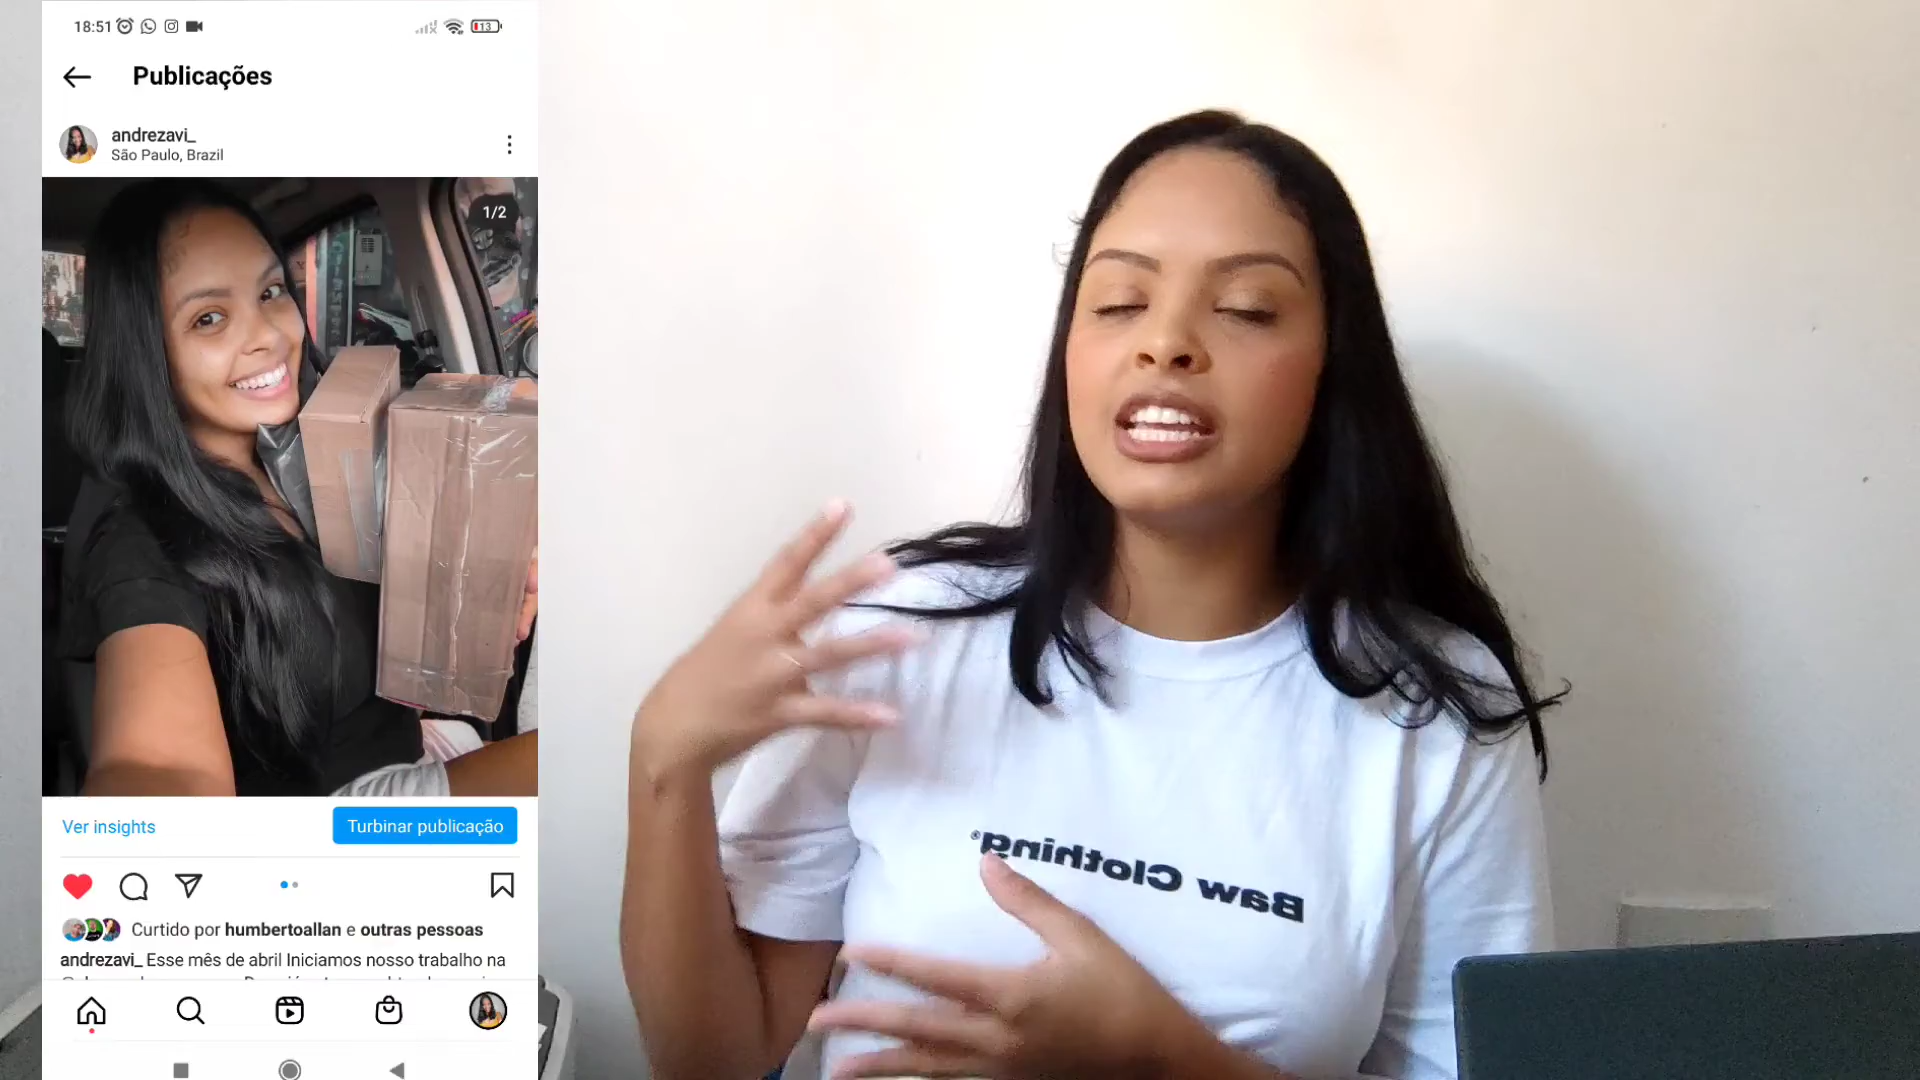 18:51
13
Publicações
andrezavi_
São Paulo, Brazil
1/2
Ver insights
Turbinar publicação
Curtido por humbertoallan e outras pessoas
andrezavi_ Esse mês de abril Iniciamos nosso trabalho na
Baw Clothing®